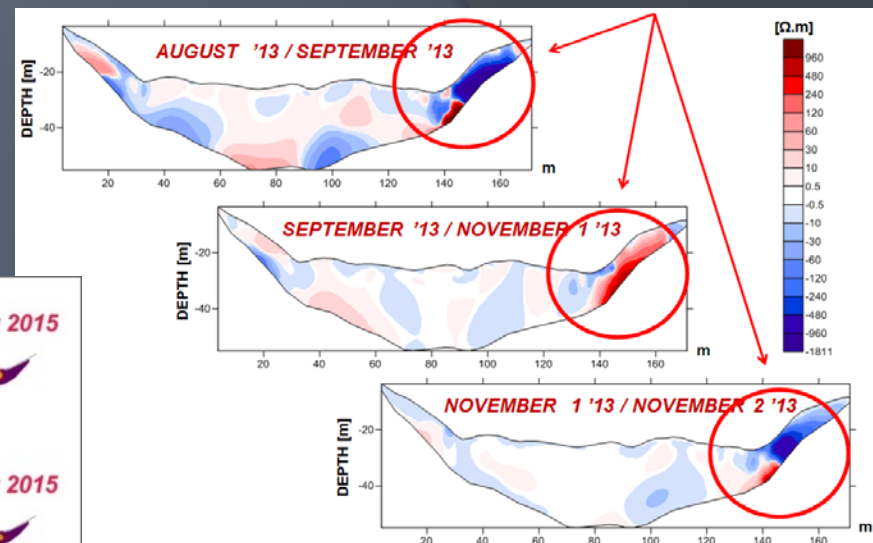 AUGUST '13 / SEPTEMBER '13
DEPTH [m]
-20
-40
20 40 60 80 100 120 140 160
m
SEPTEMBER '13 / NOVEMBER 1 '13
DEPTH [m]
-20
-40
20 40 60 80 100 120 140 160
m
NOVEMBER 1 '13 / NOVEMBER 2 '13
DEPTH [m]
-20
-40
20 40 60 80 100 120 140 160
m
[Ω.m]
960
480
240
120
60
30
10
0.5
-0.5
-10
-30
-60
-120
-240
-480
-960
-1811
2015
2015